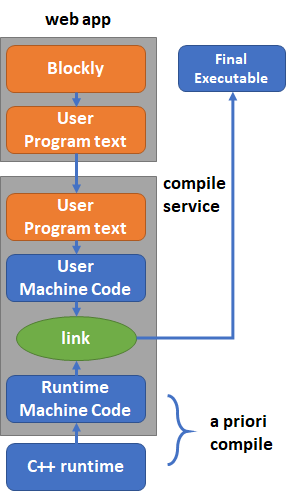 web app
Blockly
Final
Executable
User
Program text
compile
service
User
Program text
User
Machine Code
link
Runtime
Machine Code
a priori
compile
C++ runtime